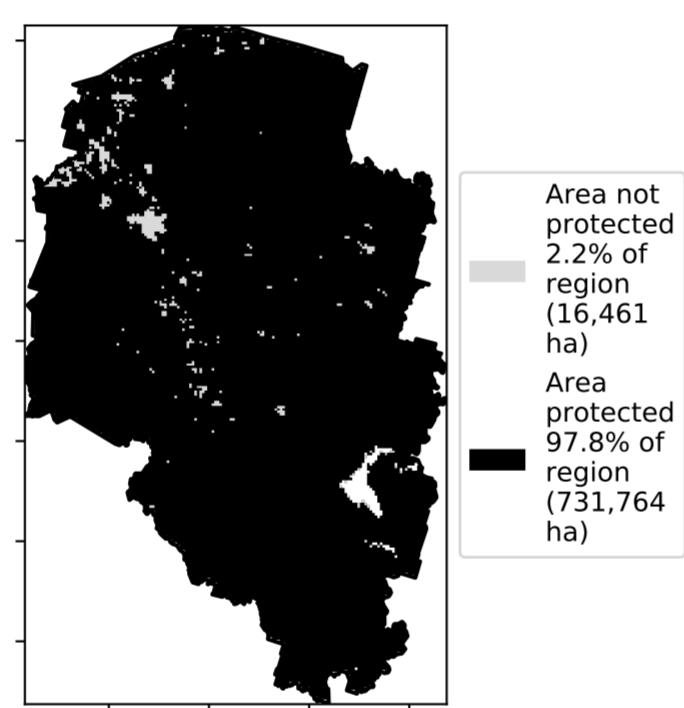 Area not
protected
2.2% of
region
(16,461
ha)
Area
protected
97.8% of
region
(731,764
ha)